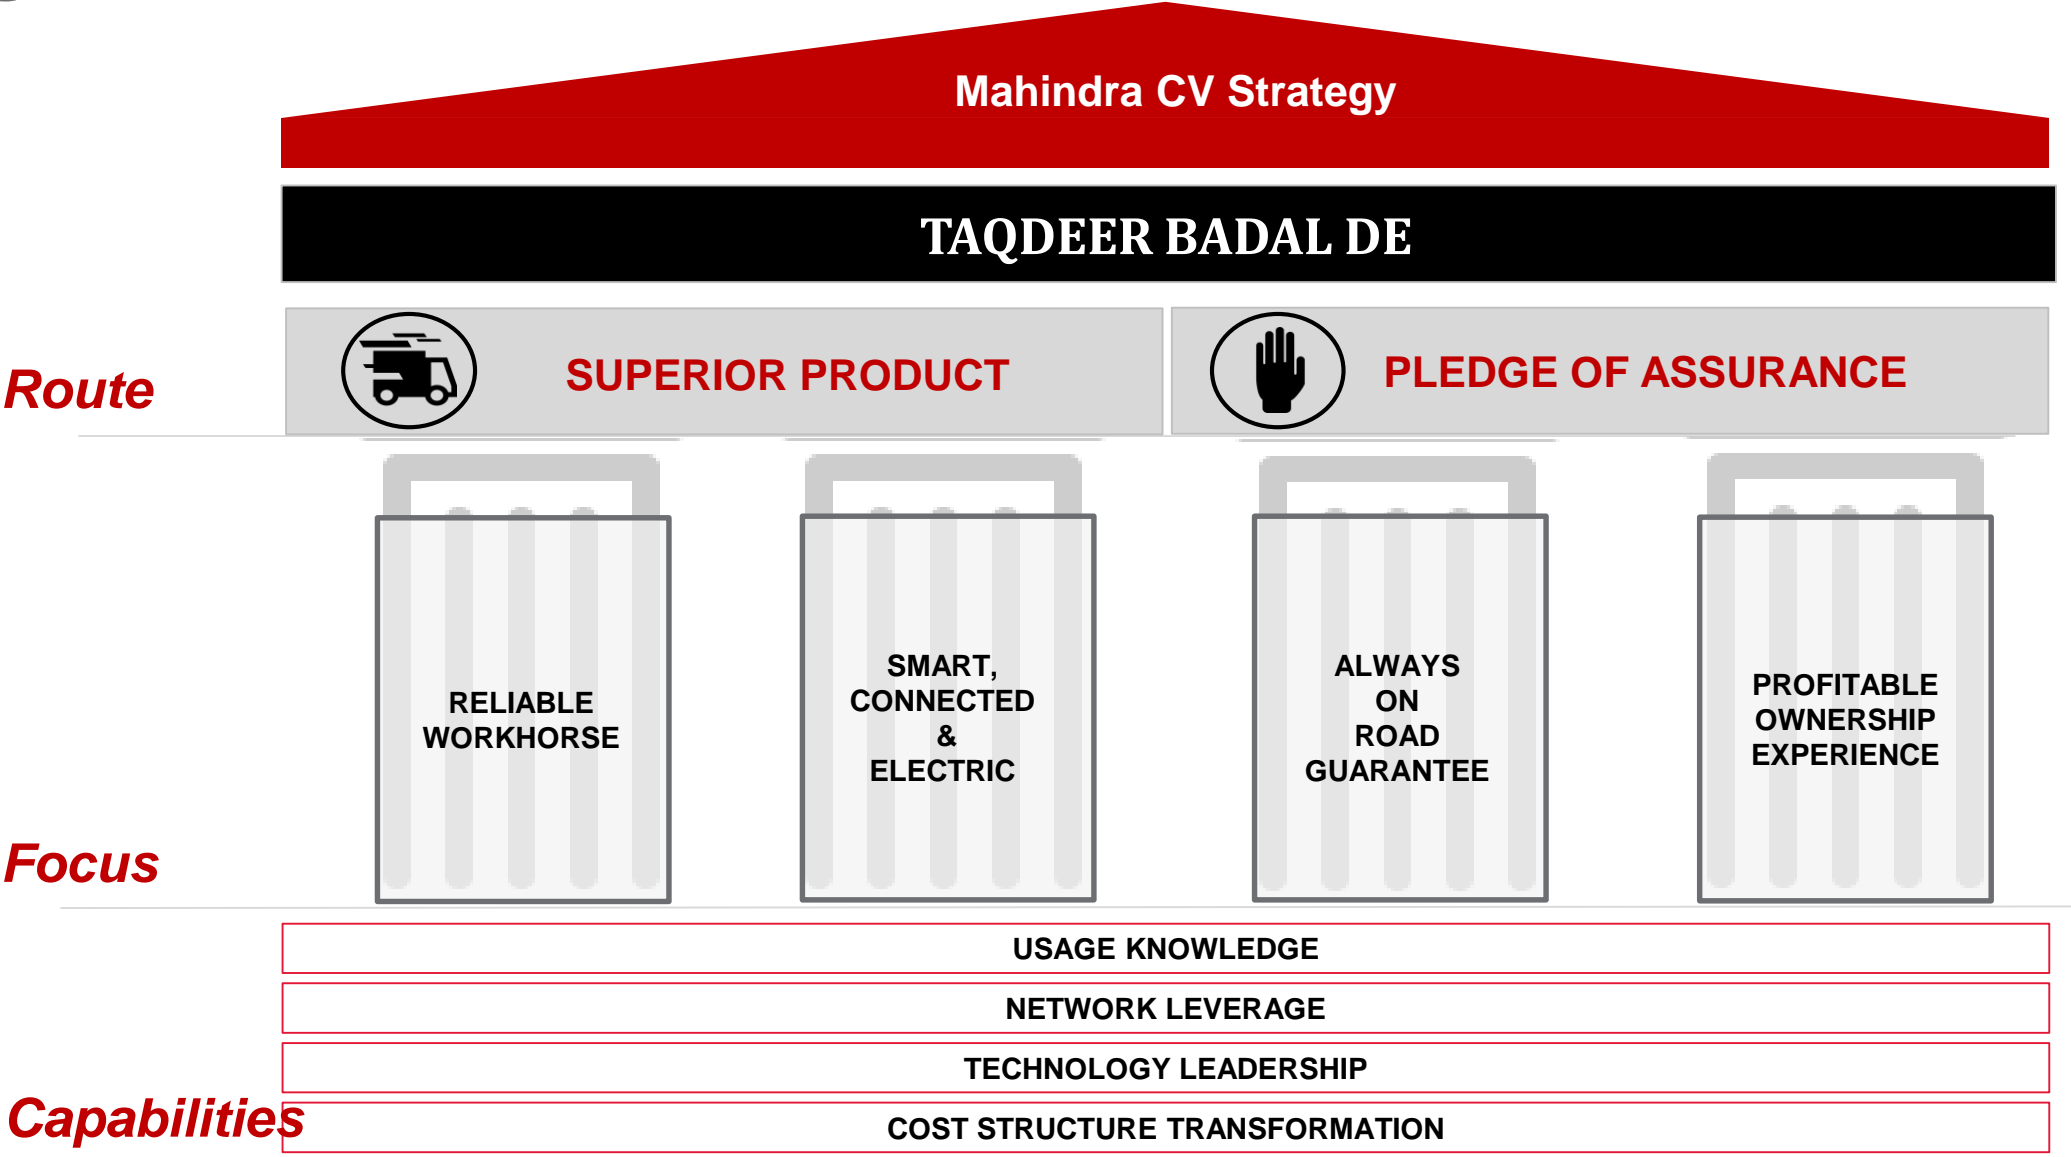 Mahindra CV Strategy
TAQDEER BADAL DE
Route
SUPERIOR PRODUCT
PLEDGE OF ASSURANCE
Focus
RELIABLE
WORKHORSE
SMART,
CONNECTED
&
ELECTRIC
ALWAYS
ON
ROAD
GUARANTEE
PROFITABLE
OWNERSHIP
EXPERIENCE
Capabilities
USAGE KNOWLEDGE
NETWORK LEVERAGE
TECHNOLOGY LEADERSHIP
COST STRUCTURE TRANSFORMATION